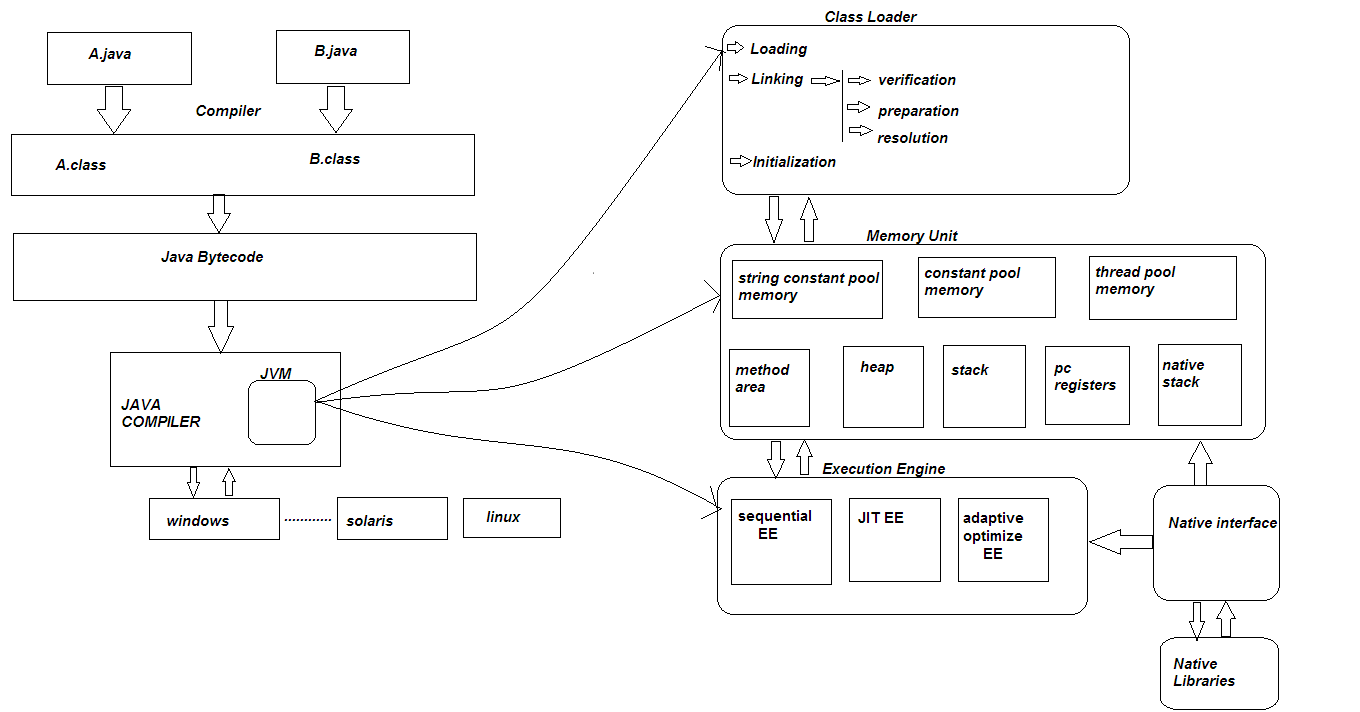 A.java
B.java
Compiler
A.class
B.class
Java Bytecode
JVM
JAVA
COMPILER
windows
............
solaris
linux
Class Loader
Loading
Linking
verification
preparation
resolution
Initialization
Memory Unit
string constant pool
memory
constant pool
memory
thread pool
memory
method
area
heap
stack
pc
registers
native
stack
Execution Engine
sequential
EE
JIT EE
adaptive
optimize
EE
Native interface
Native
Libraries